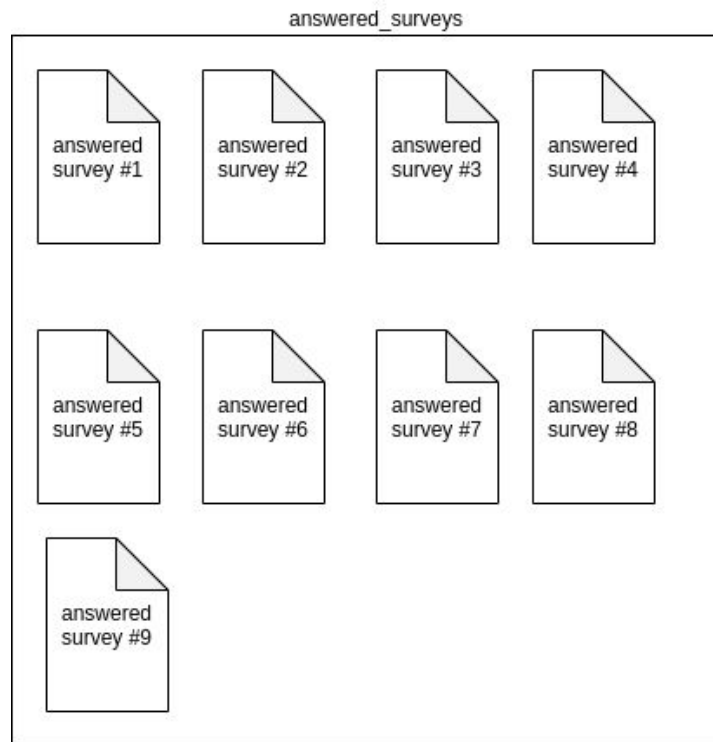 answered_surveys
answered
survey #1
answered
survey #2
answered
survey #3
answered
survey #4
answered
survey #5
answered
survey #6
answered
survey #7
answered
survey #8
answered
survey #9